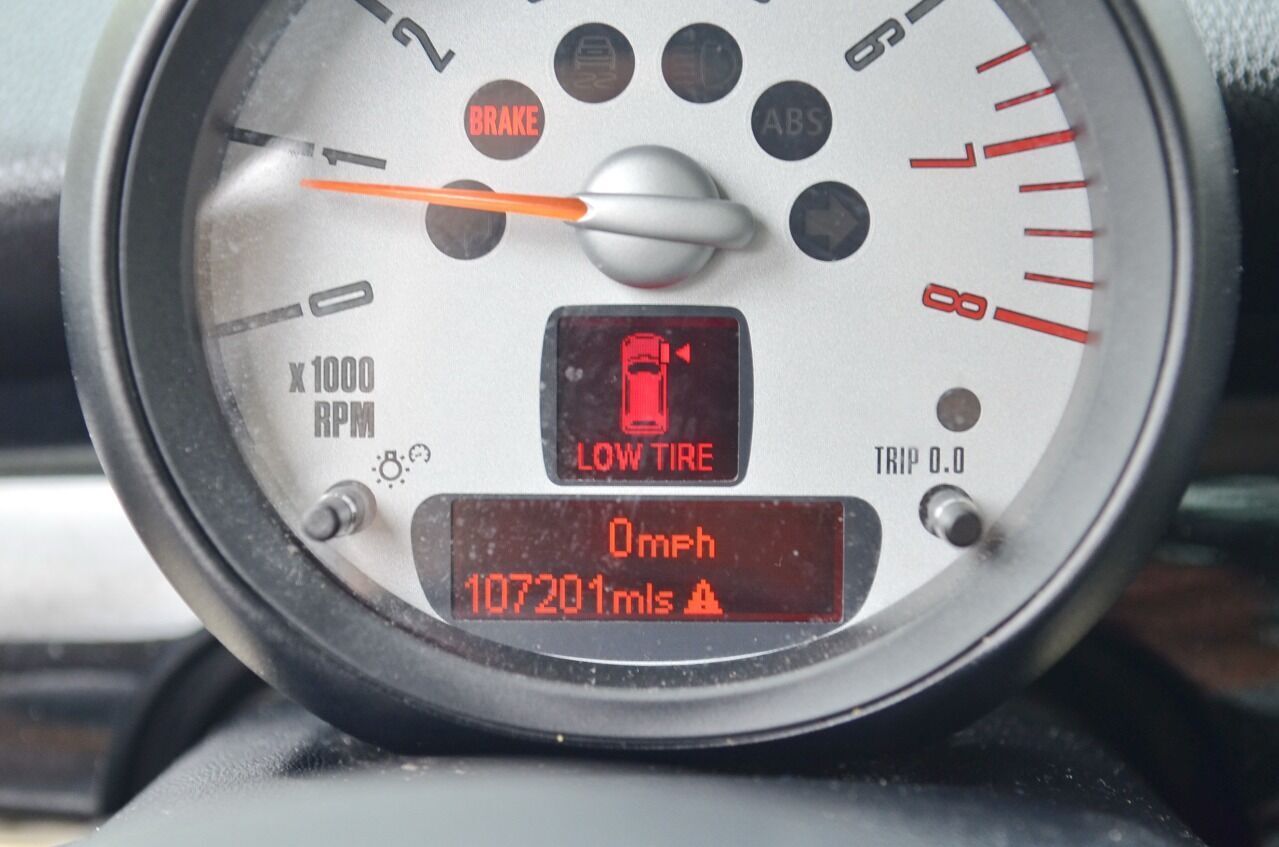 2
6
BRAKE
ABS
1
7
0
8
x 1000
RPM
LOW TIRE
TRIP 0.0
0mph
107201mls